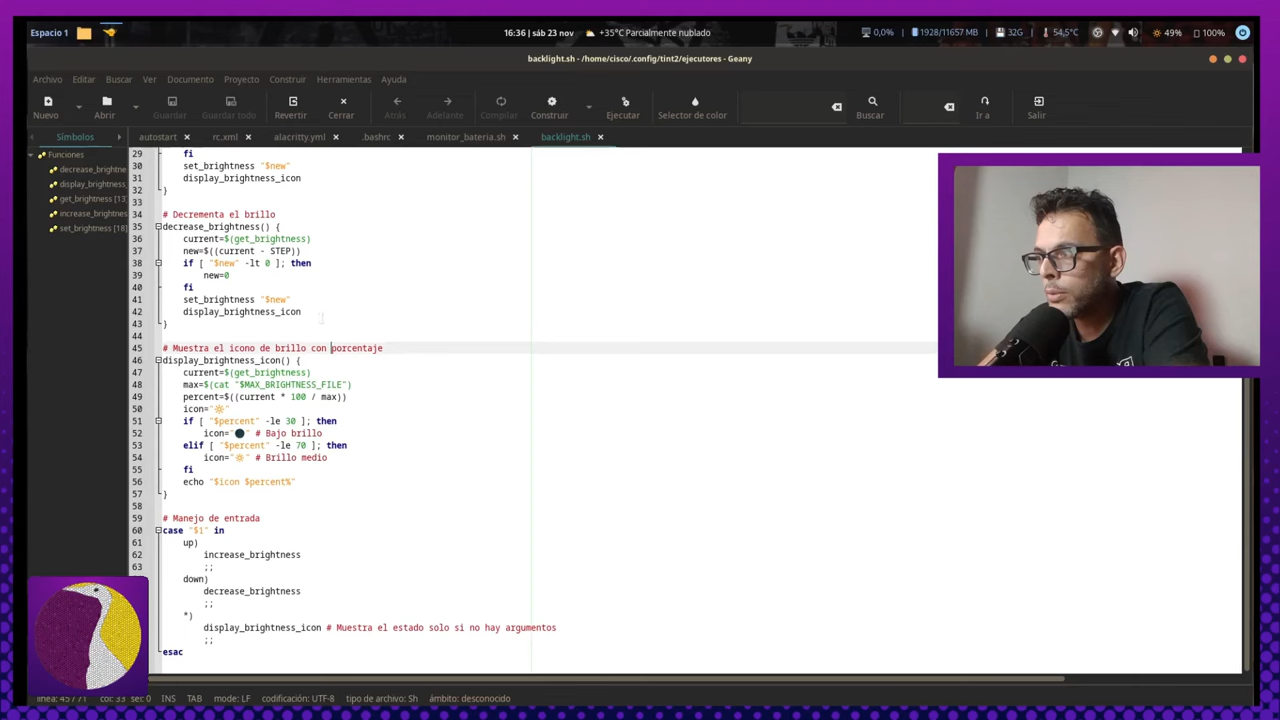 Espacio 1
16:36 | sáb 23 nov
+35°C Parcialmente nublado
0,0%
1928/11657 MB
32G
54,5°C
49%
100%
backlight.sh - /home/cisco/.config/tint2/ejecutores - Geany
Archivo Editar Buscar Ver Documento Proyecto Construir Herramientas Ayuda
Nuevo Abrir Guardar Guardar todo Revertir Cerrar Atrás Adelante Compilar Construir Ejecutar Selector de color Buscar Ir a Salir
Símbolos
autostart rc.xml alacritty.yml .bashrc monitor_bateria.sh backlight.sh
Funciones
decrease_brightne
display_brightness_
get_brightness [13]
increase_brightnes
set_brightness [18]
29 fi
30 set_brightness "$new"
31 display_brightness_icon
32 }
33
34 # Decrementa el brillo
35 decrease_brightness() {
36 current=$(get_brightness)
37 new=$((current - STEP))
38 if [ "$new" -lt 0 ]; then
39 new=0
40 fi
41 set_brightness "$new"
42 display_brightness_icon
43 }
44
45 # Muestra el icono de brillo con porcentaje
46 display_brightness_icon() {
47 current=$(get_brightness)
48 max=$(cat "$MAX_BRIGHTNESS_FILE")
49 percent=$((current * 100 / max))
50 icon="🔆"
51 if [ "$percent" -le 30 ]; then
52 icon="🌑" # Bajo brillo
53 elif [ "$percent" -le 70 ]; then
54 icon="🔅" # Brillo medio
55 fi
56 echo "$icon $percent%"
57 }
58
59 # Manejo de entrada
60 case "$1" in
61 up)
62 increase_brightness
63 ;;
down)
decrease_brightness
;;
*)
display_brightness_icon # Muestra el estado solo si no hay argumentos
;;
esac
línea: 45 / 71 col: 33 sel: 0 INS TAB mode: LF codificación: UTF-8 tipo de archivo: Sh ámbito: desconocido